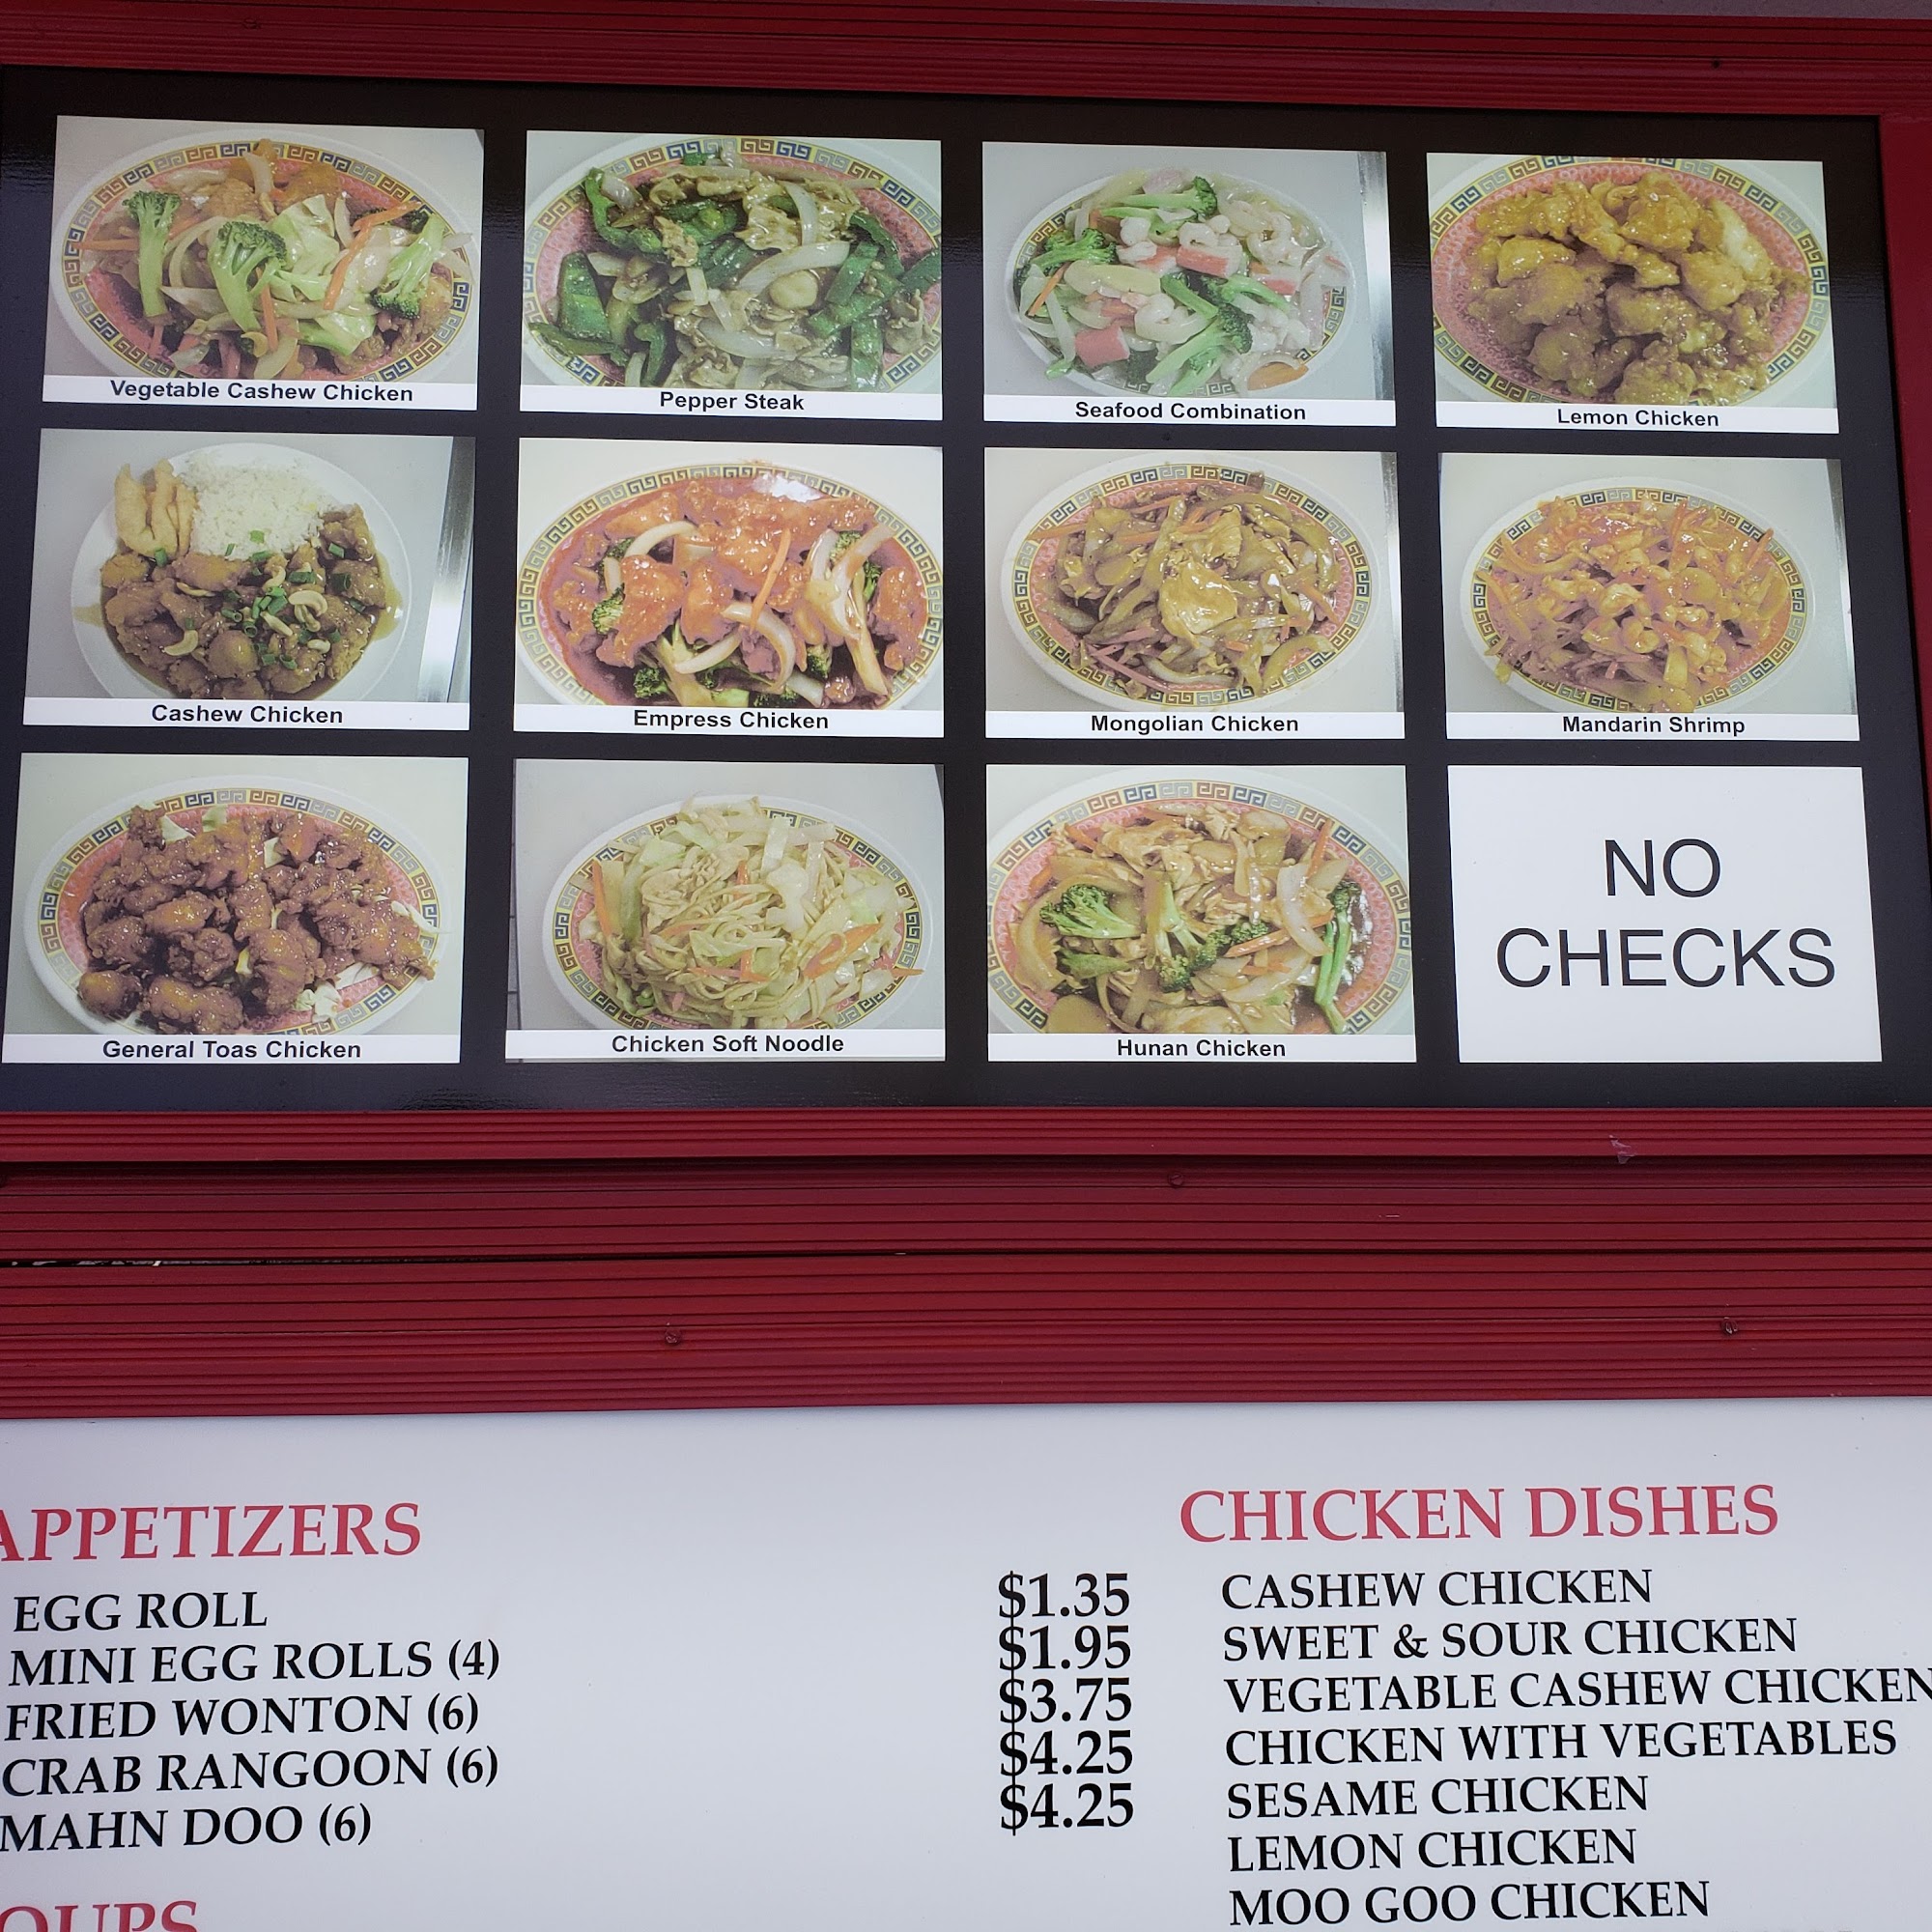 Vegetable Cashew Chicken
Pepper Steak
Seafood Combination
Lemon Chicken
Cashew Chicken
Empress Chicken
Mongolian Chicken
Mandarin Shrimp
General Toas Chicken
Chicken Soft Noodle
Hunan Chicken
NO
CHECKS
APPETIZERS
EGG ROLL $1.35
MINI EGG ROLLS (4) $1.95
FRIED WONTON (6) $3.75
CRAB RANGOON (6) $4.25
MAHN DOO (6) $4.25
CHICKEN DISHES
CASHEW CHICKEN
SWEET & SOUR CHICKEN
VEGETABLE CASHEW CHICKEN
CHICKEN WITH VEGETABLES
SESAME CHICKEN
LEMON CHICKEN
MOO GOO CHICKEN